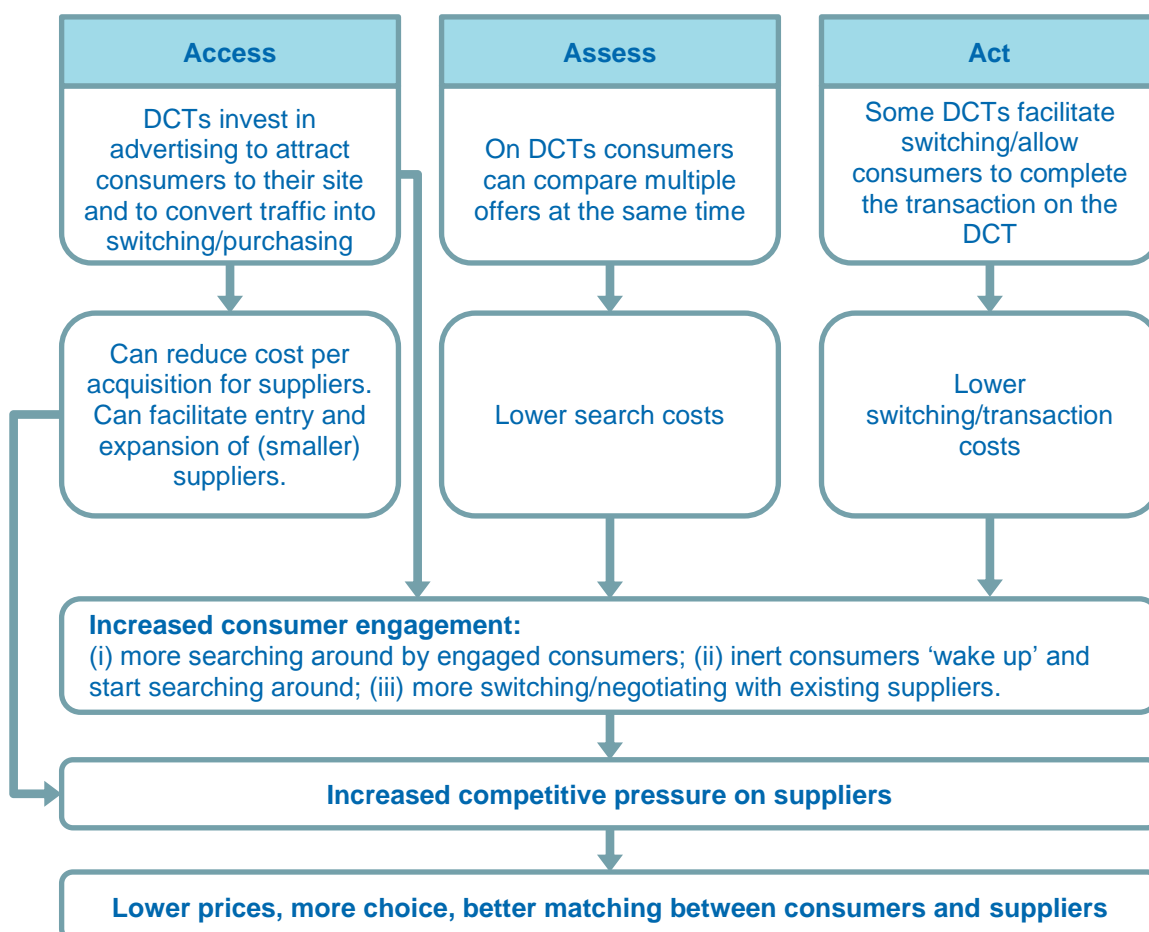 Access
DCTs invest in
advertising to attract
consumers to their site
and to convert traffic into
switching/purchasing
Assess
On DCTs consumers
can compare multiple
offers at the same time
Act
Some DCTs facilitate
switching/allow
consumers to complete
the transaction on the
DCT
Can reduce cost per
acquisition for suppliers.
Can facilitate entry and
expansion of (smaller)
suppliers.
Lower search costs
Lower
switching/transaction
costs
Increased consumer engagement:
(i) more searching around by engaged consumers; (ii) inert consumers ‘wake up’ and
start searching around; (iii) more switching/negotiating with existing suppliers.
Increased competitive pressure on suppliers
Lower prices, more choice, better matching between consumers and suppliers